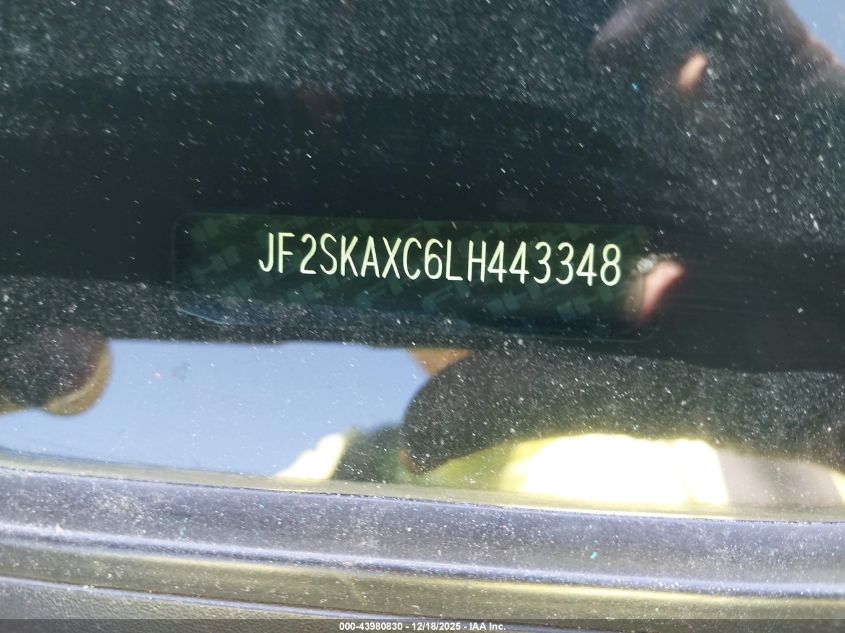 JF2SKAXC6LH443348
000-43980830 - 12/18/2025 - IAA Inc.